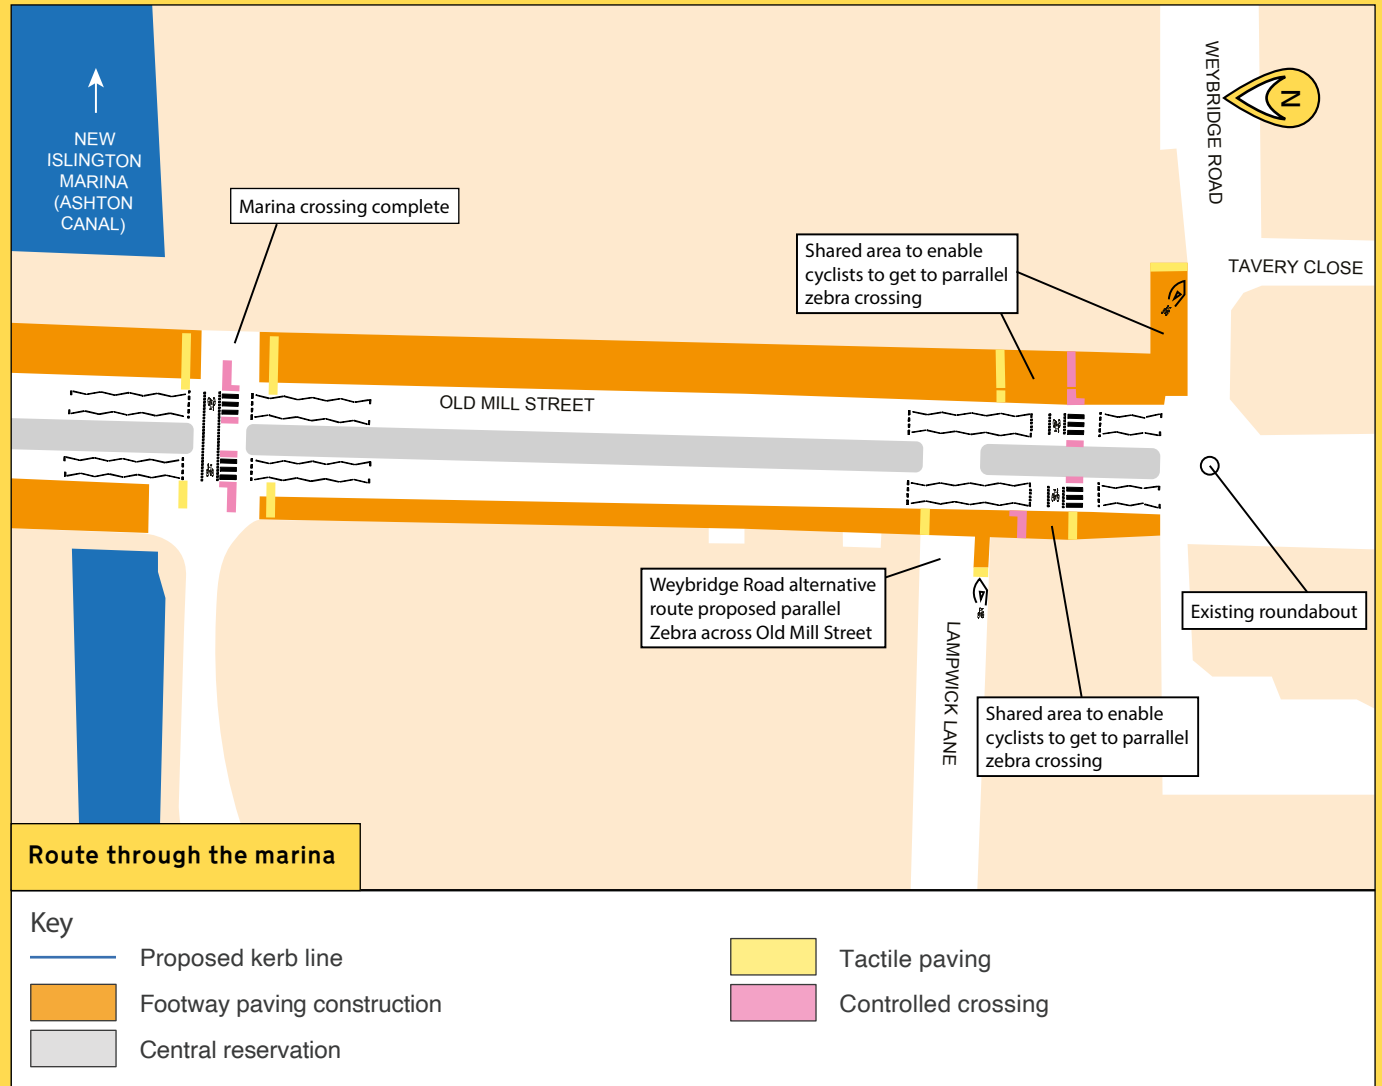 NEW
ISLINGTON
MARINA
(ASHTON
CANAL)
WEYBRIDGE ROAD
N
Marina crossing complete
Shared area to enable
cyclists to get to parrallel
zebra crossing
TAVERY CLOSE
OLD MILL STREET
Weybridge Road alternative
route proposed parallel
Zebra across Old Mill Street
Existing roundabout
LAMPWICK LANE
Shared area to enable
cyclists to get to parrallel
zebra crossing
Route through the marina
Key
Proposed kerb line
Footway paving construction
Central reservation
Tactile paving
Controlled crossing